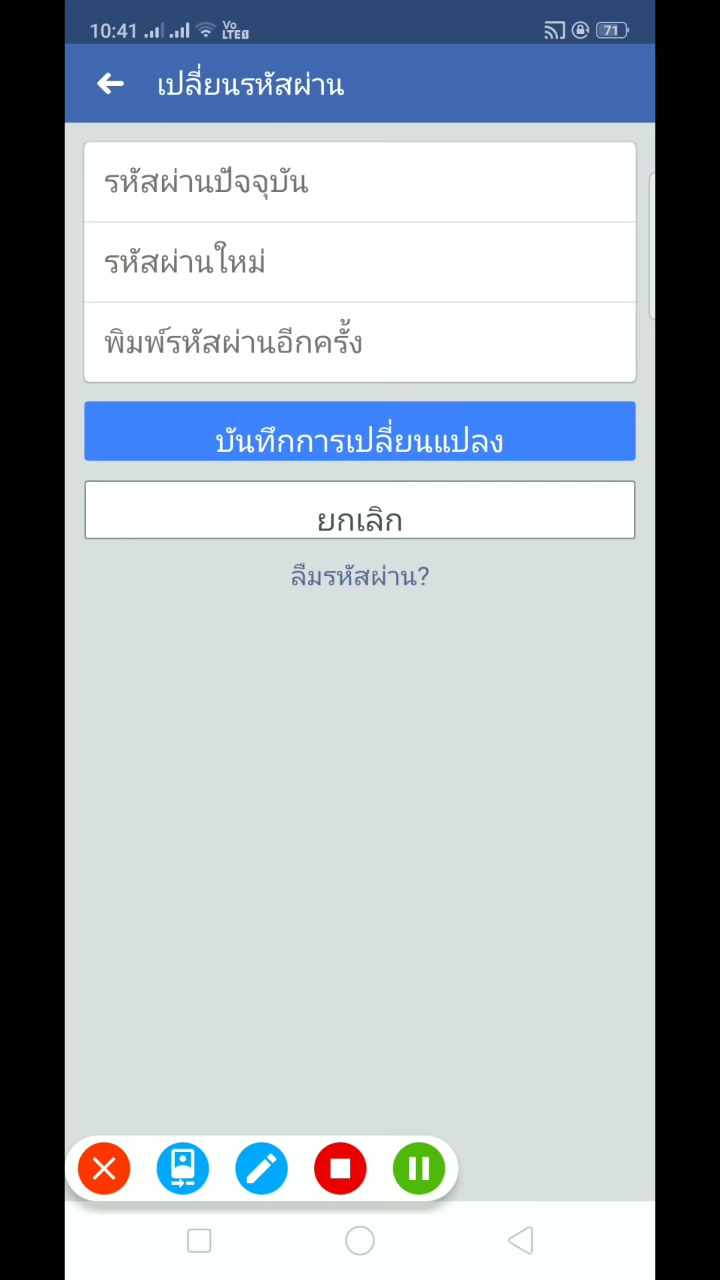 10:41 Vo LTE 71
เปลี่ยนรหัสผ่าน
รหัสผ่านปัจจุบัน
รหัสผ่านใหม่
พิมพ์รหัสผ่านอีกครั้ง
บันทึกการเปลี่ยนแปลง
ยกเลิก
ลืมรหัสผ่าน?